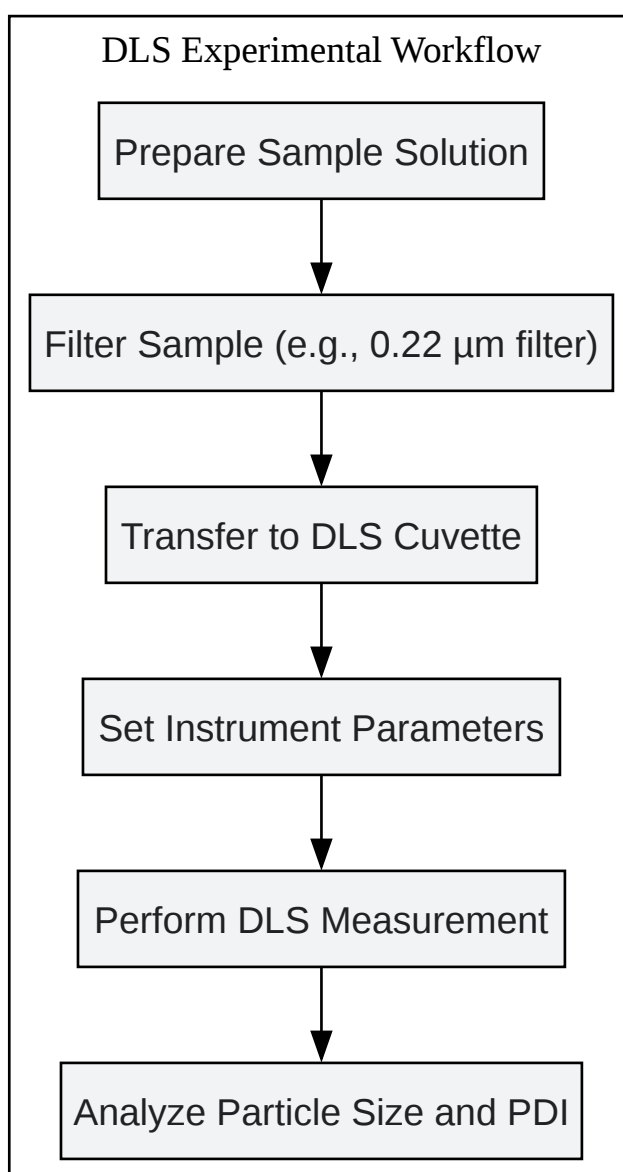 DLS Experimental Workflow
Prepare Sample Solution
Filter Sample (e.g., 0.22 µm filter)
Transfer to DLS Cuvette
Set Instrument Parameters
Perform DLS Measurement
Analyze Particle Size and PDI